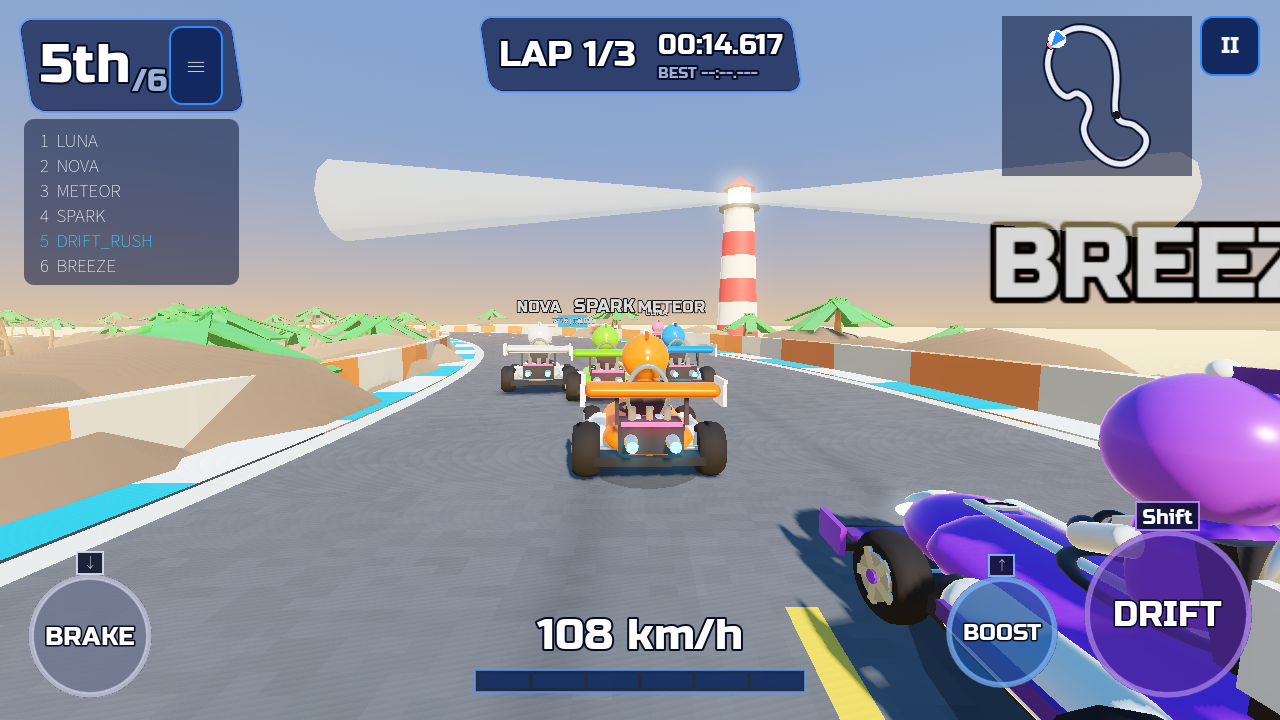 5th/6
LAP 1/3
00:14.617
BEST --:--.---
II
1 LUNA
2 NOVA
3 METEOR
4 SPARK
5 DRIFT_RUSH
6 BREEZE
BREEZ
NOVA SPARK METEOR
Shift
↓
↑
BRAKE
BOOST
DRIFT
108 km/h